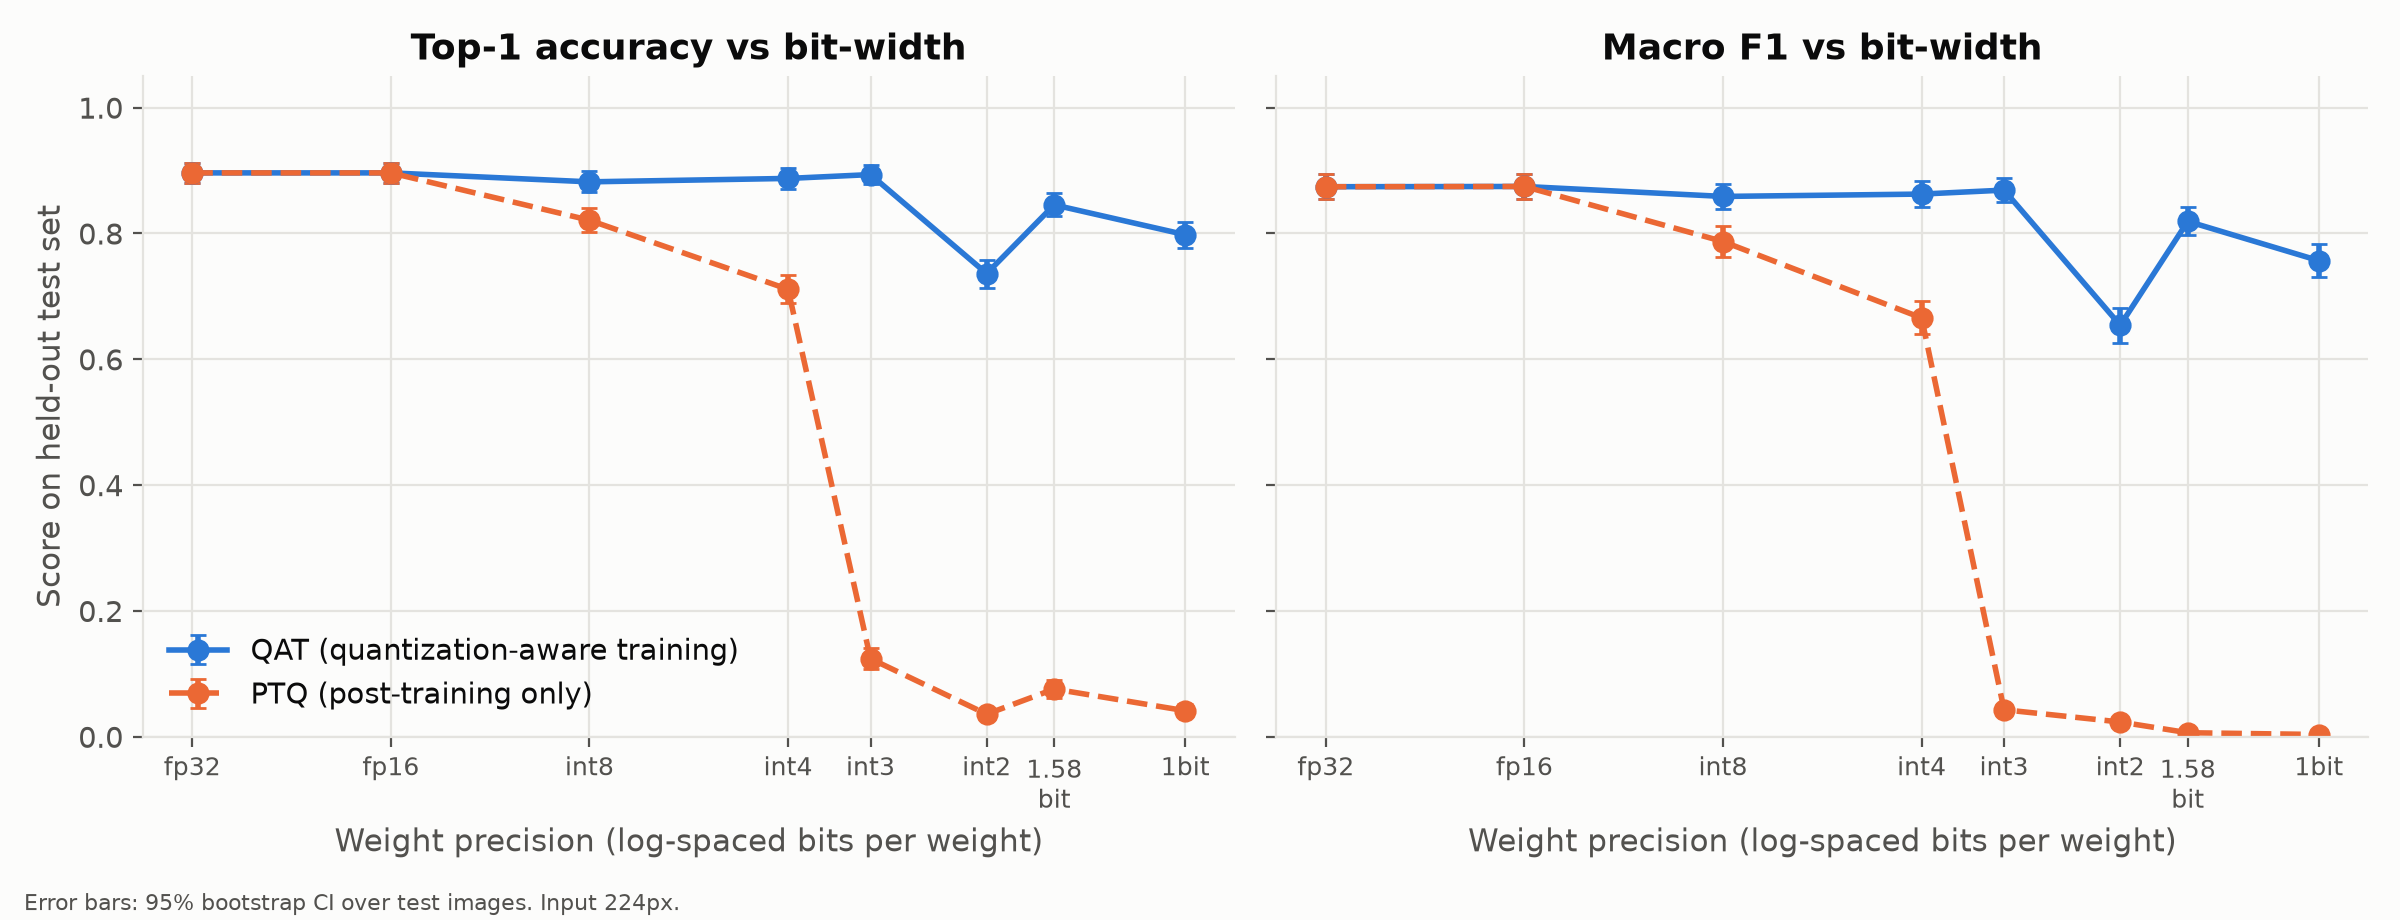 Top-1 accuracy vs bit-width
Score on held-out test set
1.0
0.8
0.6
0.4
0.2
0.0
QAT (quantization-aware training)
PTQ (post-training only)
fp32 fp16 int8 int4 int3 int2 1.58 1bit
bit
Weight precision (log-spaced bits per weight)
Macro F1 vs bit-width
fp32 fp16 int8 int4 int3 int2 1.58 1bit
bit
Weight precision (log-spaced bits per weight)
Error bars: 95% bootstrap CI over test images. Input 224px.